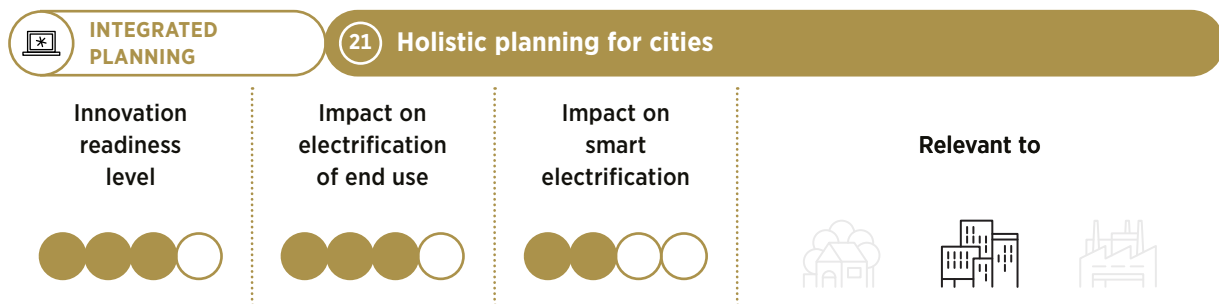 INTEGRATED
PLANNING
21 Holistic planning for cities
Innovation
readiness
level
Impact on
electrification
of end use
Impact on
smart
electrification
Relevant to